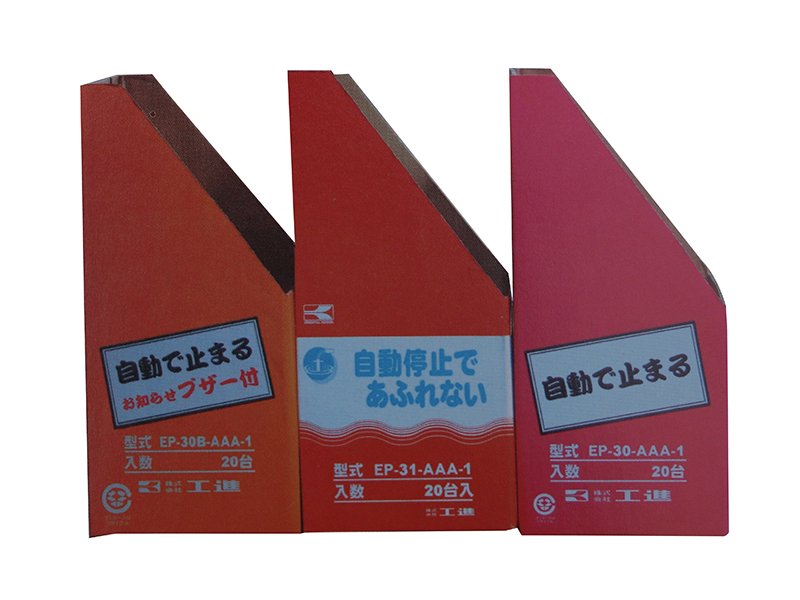 自動で止まる
お知らせブザー付
型式 EP-30B-AAA-1
入数 20台
株式会社 工進
自動停止で
あふれない
型式 EP-31-AAA-1
入数 20台入
株式会社 工進
自動で止まる
型式 EP-30-AAA-1
入数 20台
株式会社 工進